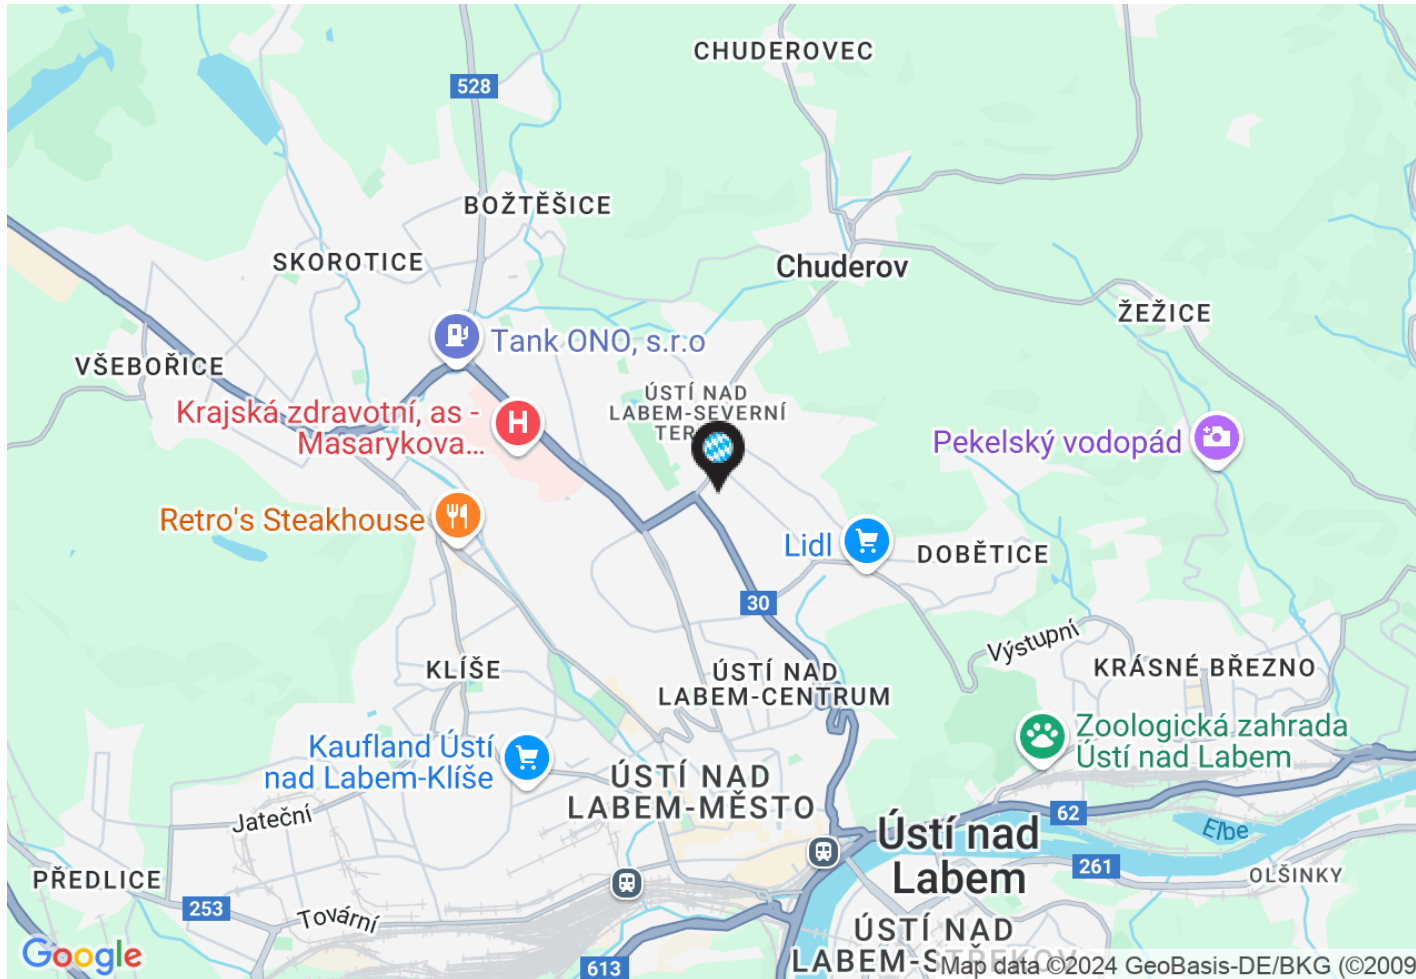 CHUDEROVEC
528
BOŽTĚŠICE
SKOROTICE
Chuderov
ŽEŽICE
Tank ONO, s.r.o
VŠEBOŘICE
ÚSTÍ NAD
LABEM-SEVERNÍ
Krajská zdravotní, as -
Masarykova...
H
Pekelský vodopád
Retro's Steakhouse
Lidl
DOBĚTICE
30
Výstupní
KLÍŠE
ÚSTÍ NAD
LABEM-CENTRUM
KRÁSNÉ BŘEZNO
Zoologická zahrada
Ústí nad Labem
Kaufland Ústí
nad Labem-Klíše
ÚSTÍ NAD
LABEM-MĚSTO
Jateční
62
Elbe
Ústí nad
Labem
261
OLŠINKY
PŘEDLICE
253
Tovární
ÚSTÍ NAD
LABEM-STŘEKOV
613
Google
Map data ©2024 GeoBasis-DE/BKG (©2009